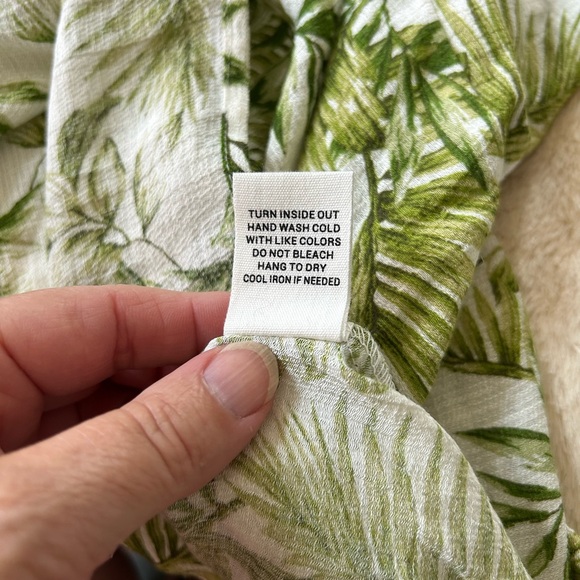 TURN INSIDE OUT
HAND WASH COLD
WITH LIKE COLORS
DO NOT BLEACH
HANG TO DRY
COOL IRON IF NEEDED